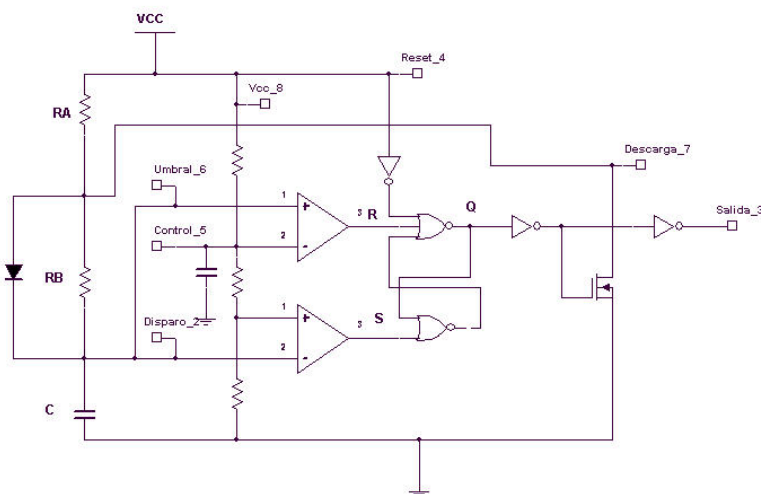 VCC
Reset_4
Vcc_8
RA
Descarga_7
Umbral_6
1
+
3
R
Q
Salida_3
Control_5
2
-
RB
1
+
3
S
Disparo_2
2
-
C